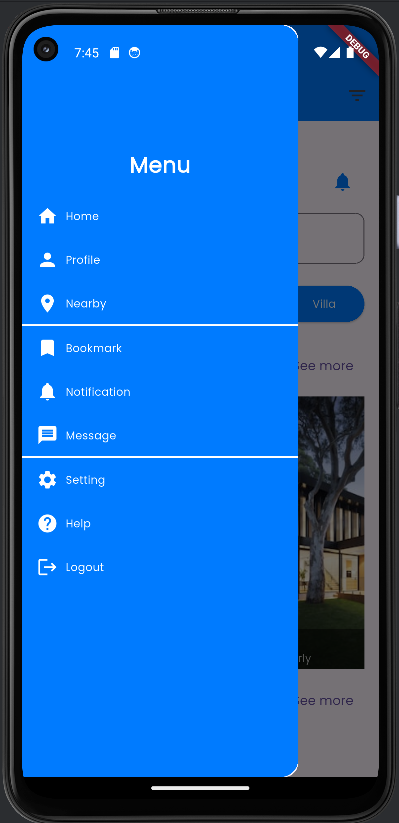 7:45
DEBUG
Menu
Home
Profile
Nearby
Villa
Bookmark
See more
Notification
Message
Setting
Help
Logout
rly
See more